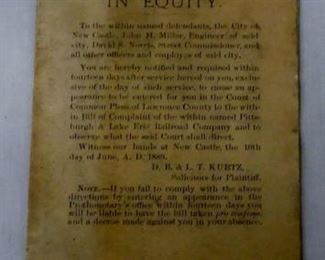 IN EQUITY.
To the within named defendants, the City of
New Castle, John H. Miller, Engineer of said
city, David S. Norris, street Commissioner, and
all other officers and employes of said city.
You are hereby notified and required within
fourteen days after service hereof on you, exclusive
of the day of such service, to cause an ap-
pearance to be entered for you in the Court of
Common Pleas of Lawrence County to the with-
in Bill of Complaint of the within named Pitts-
burgh & Lake Erie Railroad Company and to
observe what the said Court shall direct.
Witness our hands at New Castle, the 10th
day of June, A. D. 1889.
D. B. & L. T. KURTZ,
Solicitors for Plaintiff.
NOTE.—If you fail to comply with the above
directions by entering an appearance in the
Prothonotary's office within fourteen days you
will be liable to have the bill taken pro confesso,
and a decree made against you in your absence.